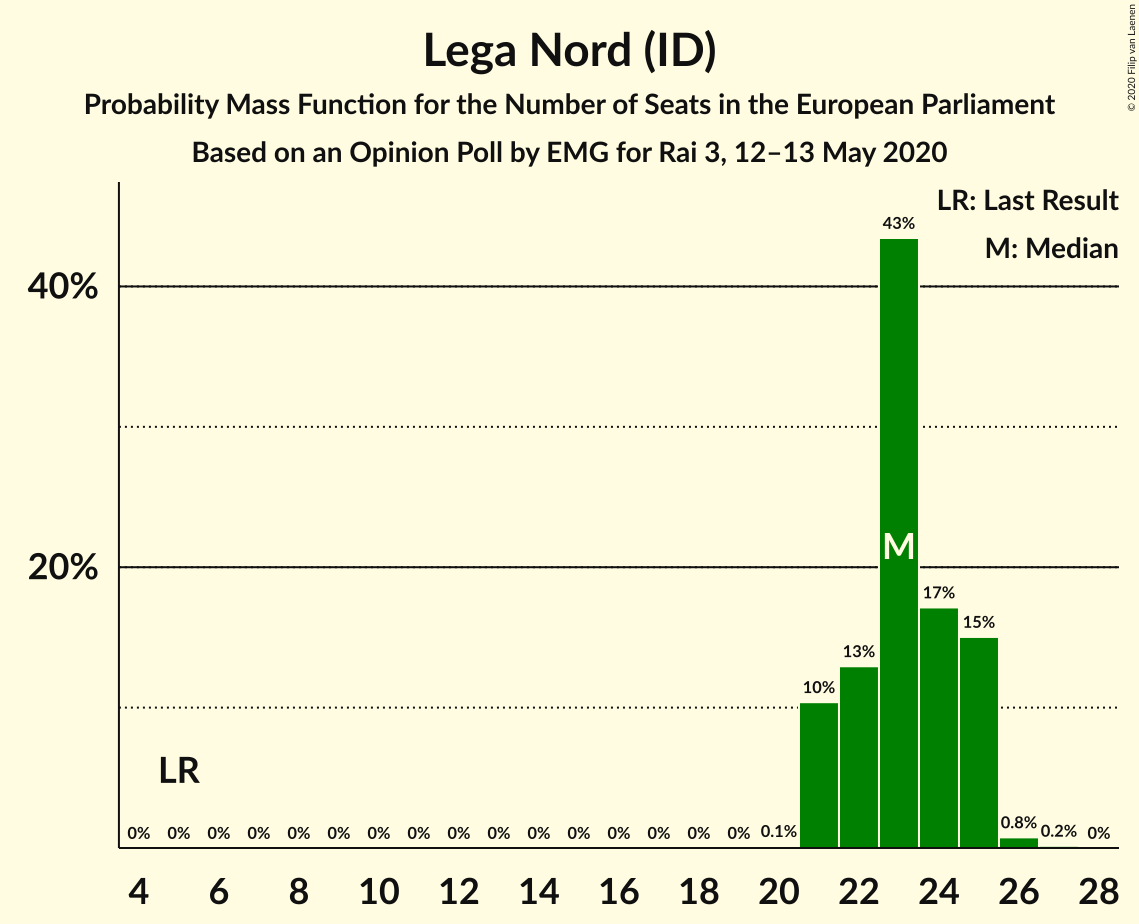 Lega Nord (ID)
Probability Mass Function for the Number of Seats in the European Parliament
Based on an Opinion Poll by EMG for Rai 3, 12–13 May 2020
© 2020 Filip van Laenen
LR: Last Result
M: Median
43%
40%
M
20%
17%
15%
13%
10%
LR
0% 0% 0% 0% 0% 0% 0% 0% 0% 0% 0% 0% 0% 0% 0% 0% 0.1% 0.8% 0.2% 0%
4 6 8 10 12 14 16 18 20 22 24 26 28